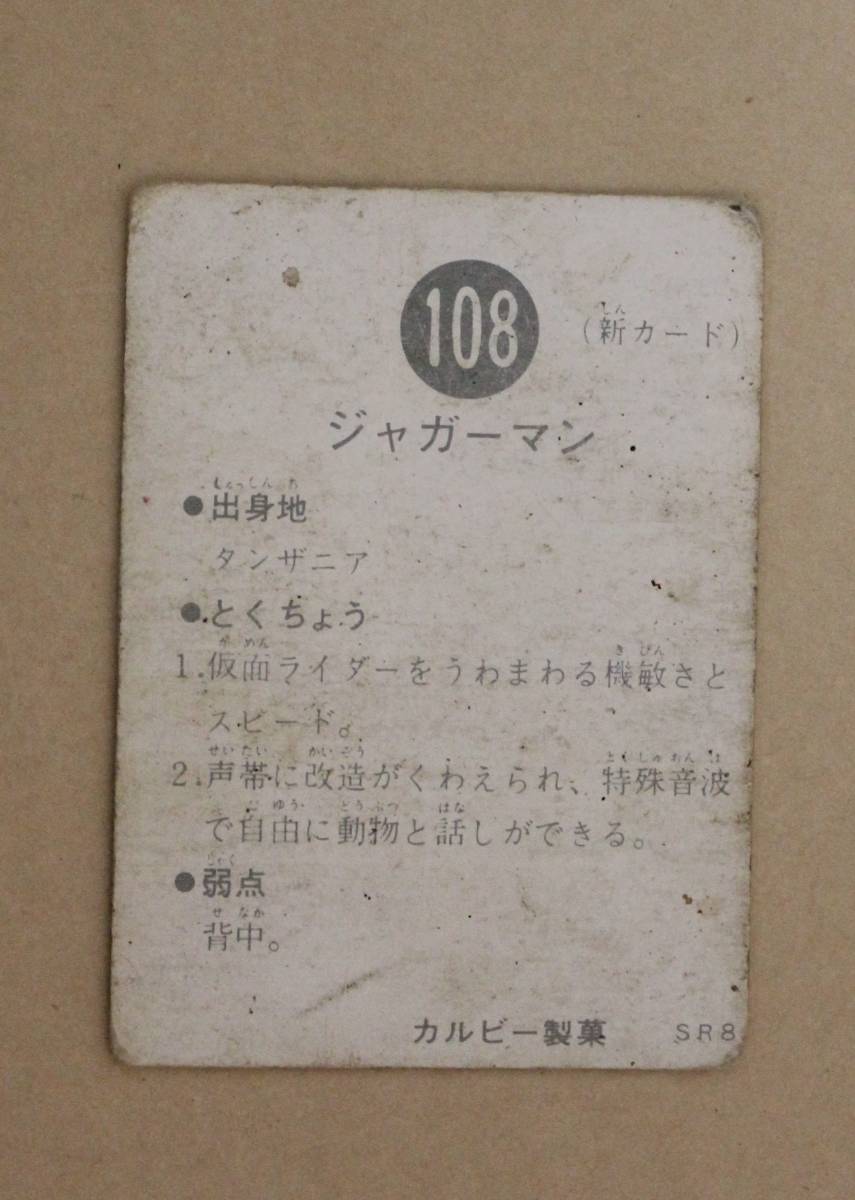 108
(新カード)
ジャガーマン
●出身地
タンザニア
●とくちょう
1.仮面ライダーをうわまわる機敏さと
スピード。
2.声帯に改造がくわえられ、特殊音波
で自由に動物と話しができる。
●弱点
背中。
カルビー製菓 SR8